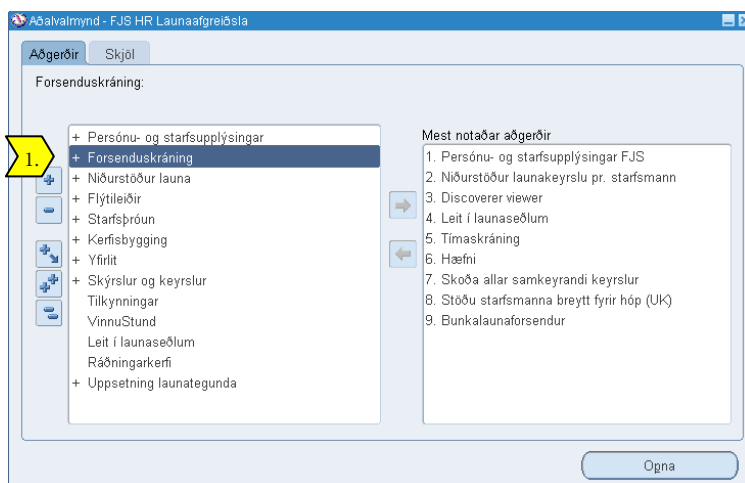 Aðalvalmynd - FJS HR Launaafgreiðsla
Aðgerðir
Skjöl
Forsenduskráning:
1.
+ Persónu- og starfsupplýsingar
+ Forsenduskráning
+ Niðurstöður launa
+ Flýtileiðir
+ Starfsþróun
+ Kerfisbygging
+ Yfirlit
+ Skýrslur og keyrslur
Tilkynningar
VinnuStund
Leit í launaseðlum
Ráðningarkerfi
+ Uppsetning launategunda
Mest notaðar aðgerðir
1. Persónu- og starfsupplýsingar FJS
2. Niðurstöður launakeyrslu pr. starfsmann
3. Discoverer viewer
4. Leit í launaseðlum
5. Tímaskráning
6. Hæfni
7. Skoða allar samkeyrandi keyrslur
8. Stöðu starfsmanna breytt fyrir hóp (UK)
9. Bunkalaunaforsendur
Opna